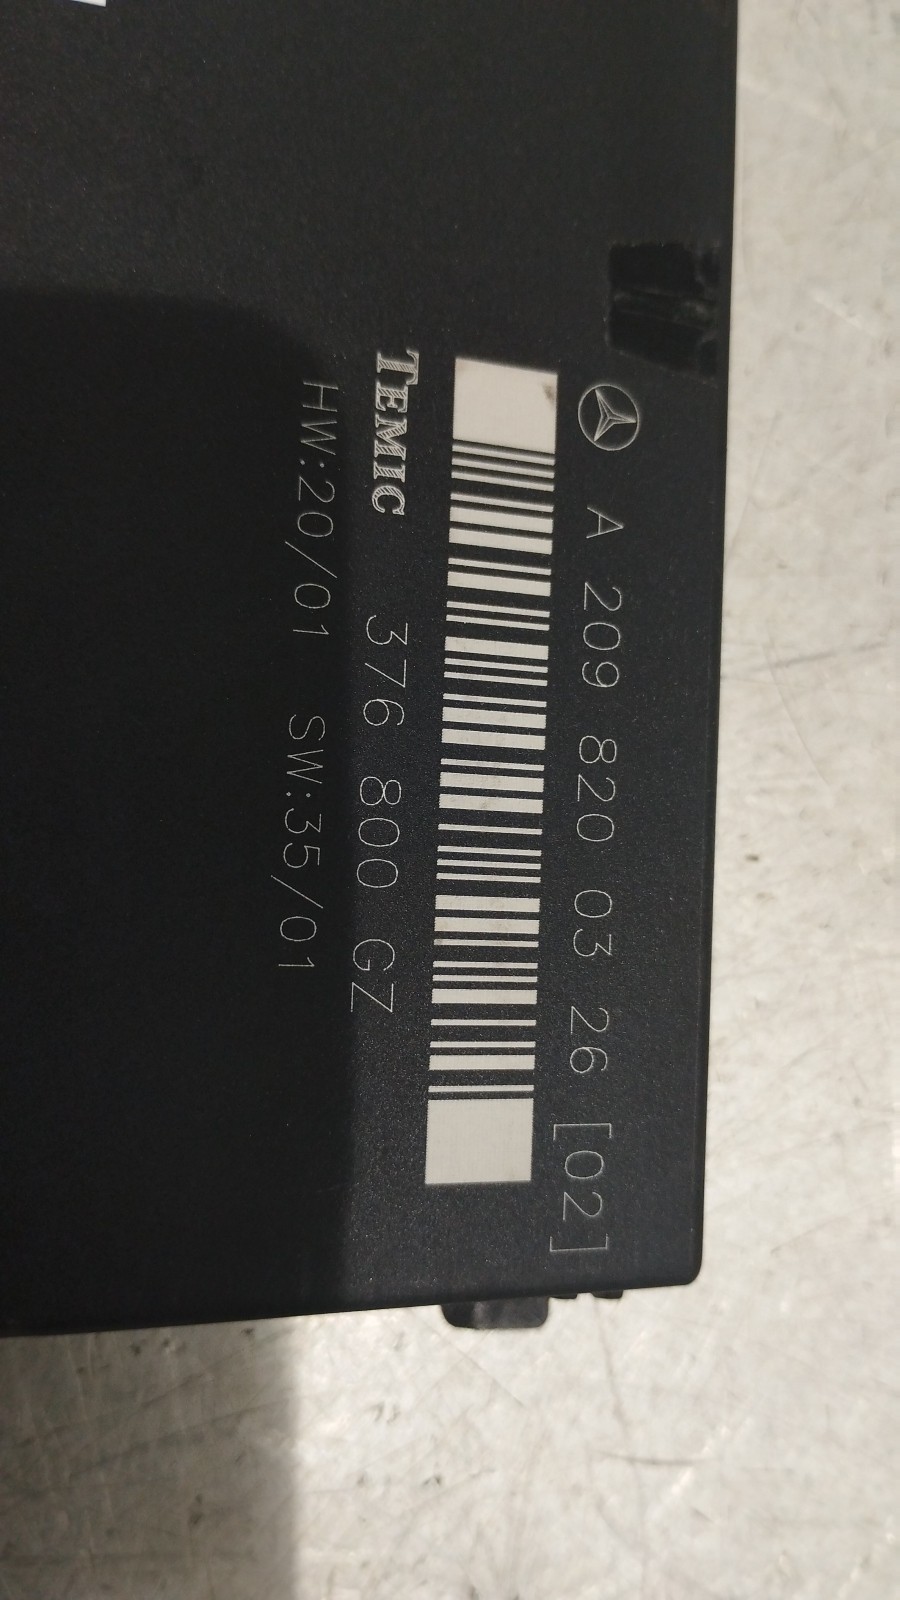 A 209 820 03 26 [02]
TEMIC 376 800 GZ
HW:20/01 SW:35/01